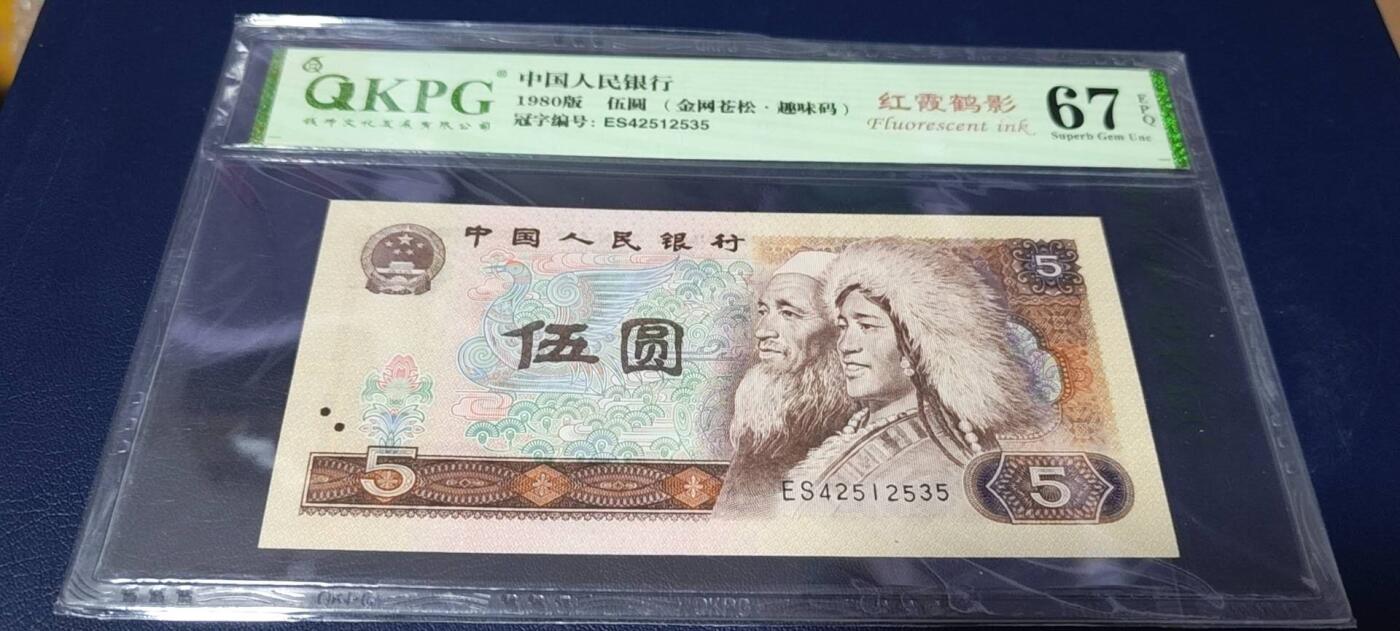 QKPG®
钱坤文化发展有限公司
中国人民银行
1980版 伍圆 (金网苍松·趣味码)
冠字编号: ES42512535
红霞鹤影
Fluorescent ink
67
EPQ
Superb Gem Unc
中国人民银行
5
伍圆
5
ES42512535
5